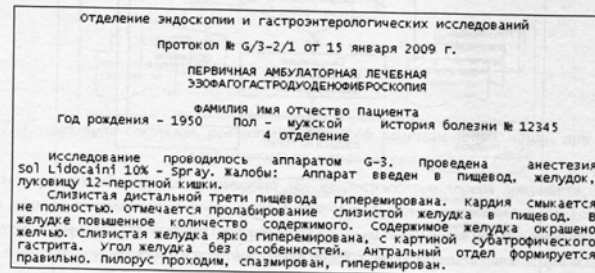 Отделение эндоскопии и гастроэнтерологических исследований
Протокол № G/3-2/1 от 15 января 2009 г.
ПЕРВИЧНАЯ АМБУЛАТОРНАЯ ЛЕЧЕБНАЯ
ЭЗОФАГОГАСТРОДУОДЕНОФИБРОСКОПИЯ
ФАМИЛИЯ ИМЯ ОТЧЕСТВО Пациента
Год рождения – 1950 Пол – мужской История болезни № 12345
4 отделение
Исследование проводилось аппаратом G-3. Проведена анестезия
Sol Lidocaini 10% – Spray. Жалобы: Аппарат введен в пищевод, желудок,
луковицу 12-перстной кишки.
Слизистая дистальной трети пищевода гиперемирована. Кардия смыкается
не полностью. Отмечается пролабирование слизистой желудка в пищевод. В
желудке повышенное количество содержимого. Содержимое желудка окрашено
желчью. Слизистая желудка ярко гиперемирована, с картиной субатрофического
гастрита. Угол желудка без особенностей. Антральный отдел формируется
правильно. Пилорус проходим, спазмирован, гиперемирован.